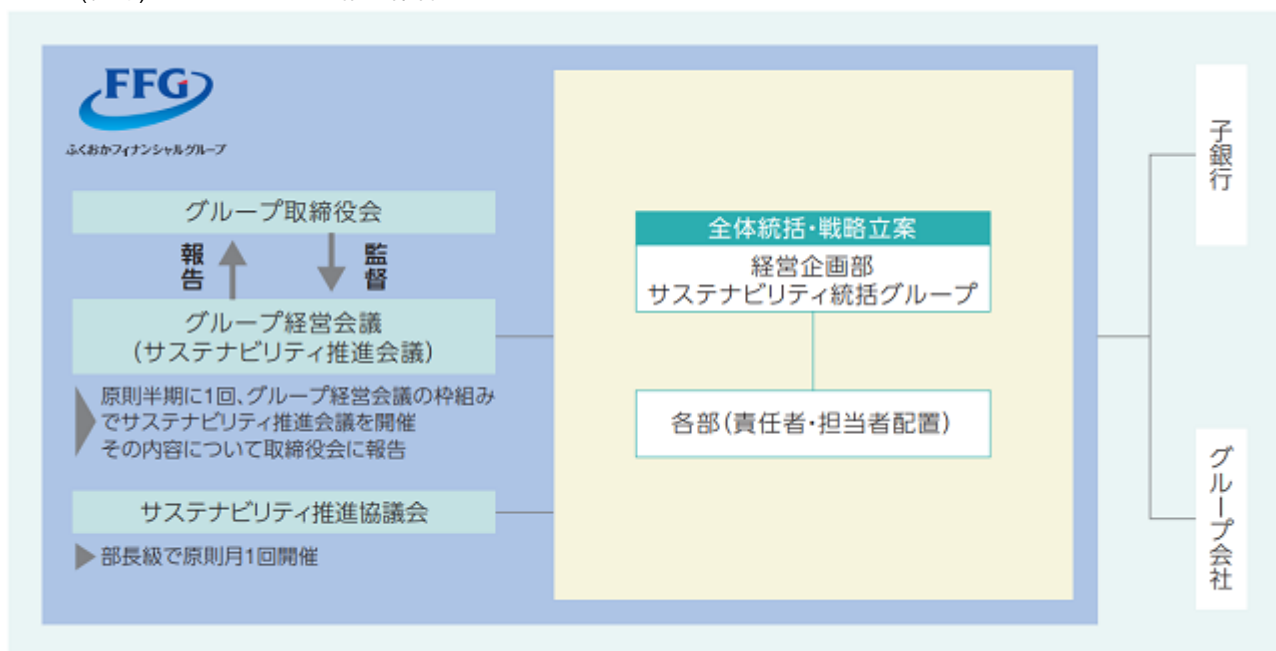 FFG
ふくおかフィナンシャルグループ
グループ取締役会
報告
監督
グループ経営会議
（サステナビリティ推進会議）
原則半期に1回、グループ経営会議の枠組み
でサステナビリティ推進会議を開催
その内容について取締役会に報告
サステナビリティ推進協議会
部長級で原則月1回開催
全体統括・戦略立案
経営企画部
サステナビリティ統括グループ
各部（責任者・担当者配置）
子銀行
グループ会社